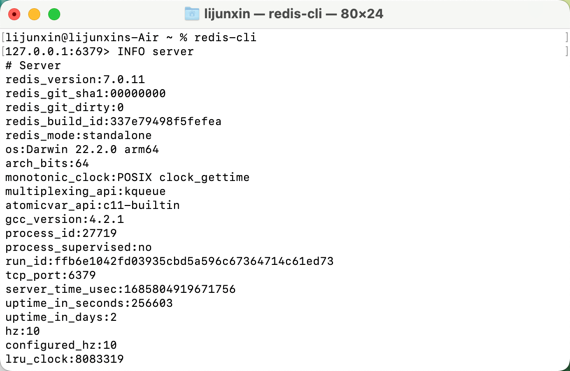 lijunxin — redis-cli — 80×24
[lijunxin@lijunxins-Air ~ % redis-cli ]
[127.0.0.1:6379> INFO server ]
# Server
redis_version:7.0.11
redis_git_sha1:00000000
redis_git_dirty:0
redis_build_id:337e79498f5fefea
redis_mode:standalone
os:Darwin 22.2.0 arm64
arch_bits:64
monotonic_clock:POSIX clock_gettime
multiplexing_api:kqueue
atomicvar_api:c11-builtin
gcc_version:4.2.1
process_id:27719
process_supervised:no
run_id:ffb6e1042fd03935cbd5a596c67364714c61ed73
tcp_port:6379
server_time_usec:1685804919671756
uptime_in_seconds:256603
uptime_in_days:2
hz:10
configured_hz:10
lru_clock:8083319